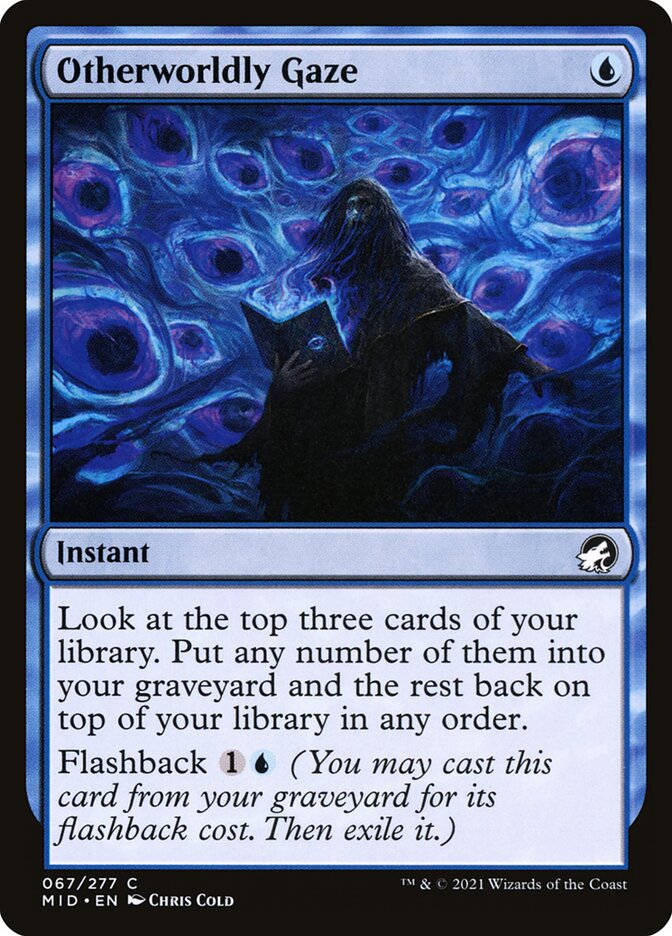 Otherworldly Gaze
Instant
Look at the top three cards of your
library. Put any number of them into
your graveyard and the rest back on
top of your library in any order.
Flashback 1 (You may cast this
card from your graveyard for its
flashback cost. Then exile it.)
067/277 C
MID • EN Chris Cold
™ & © 2021 Wizards of the Coast